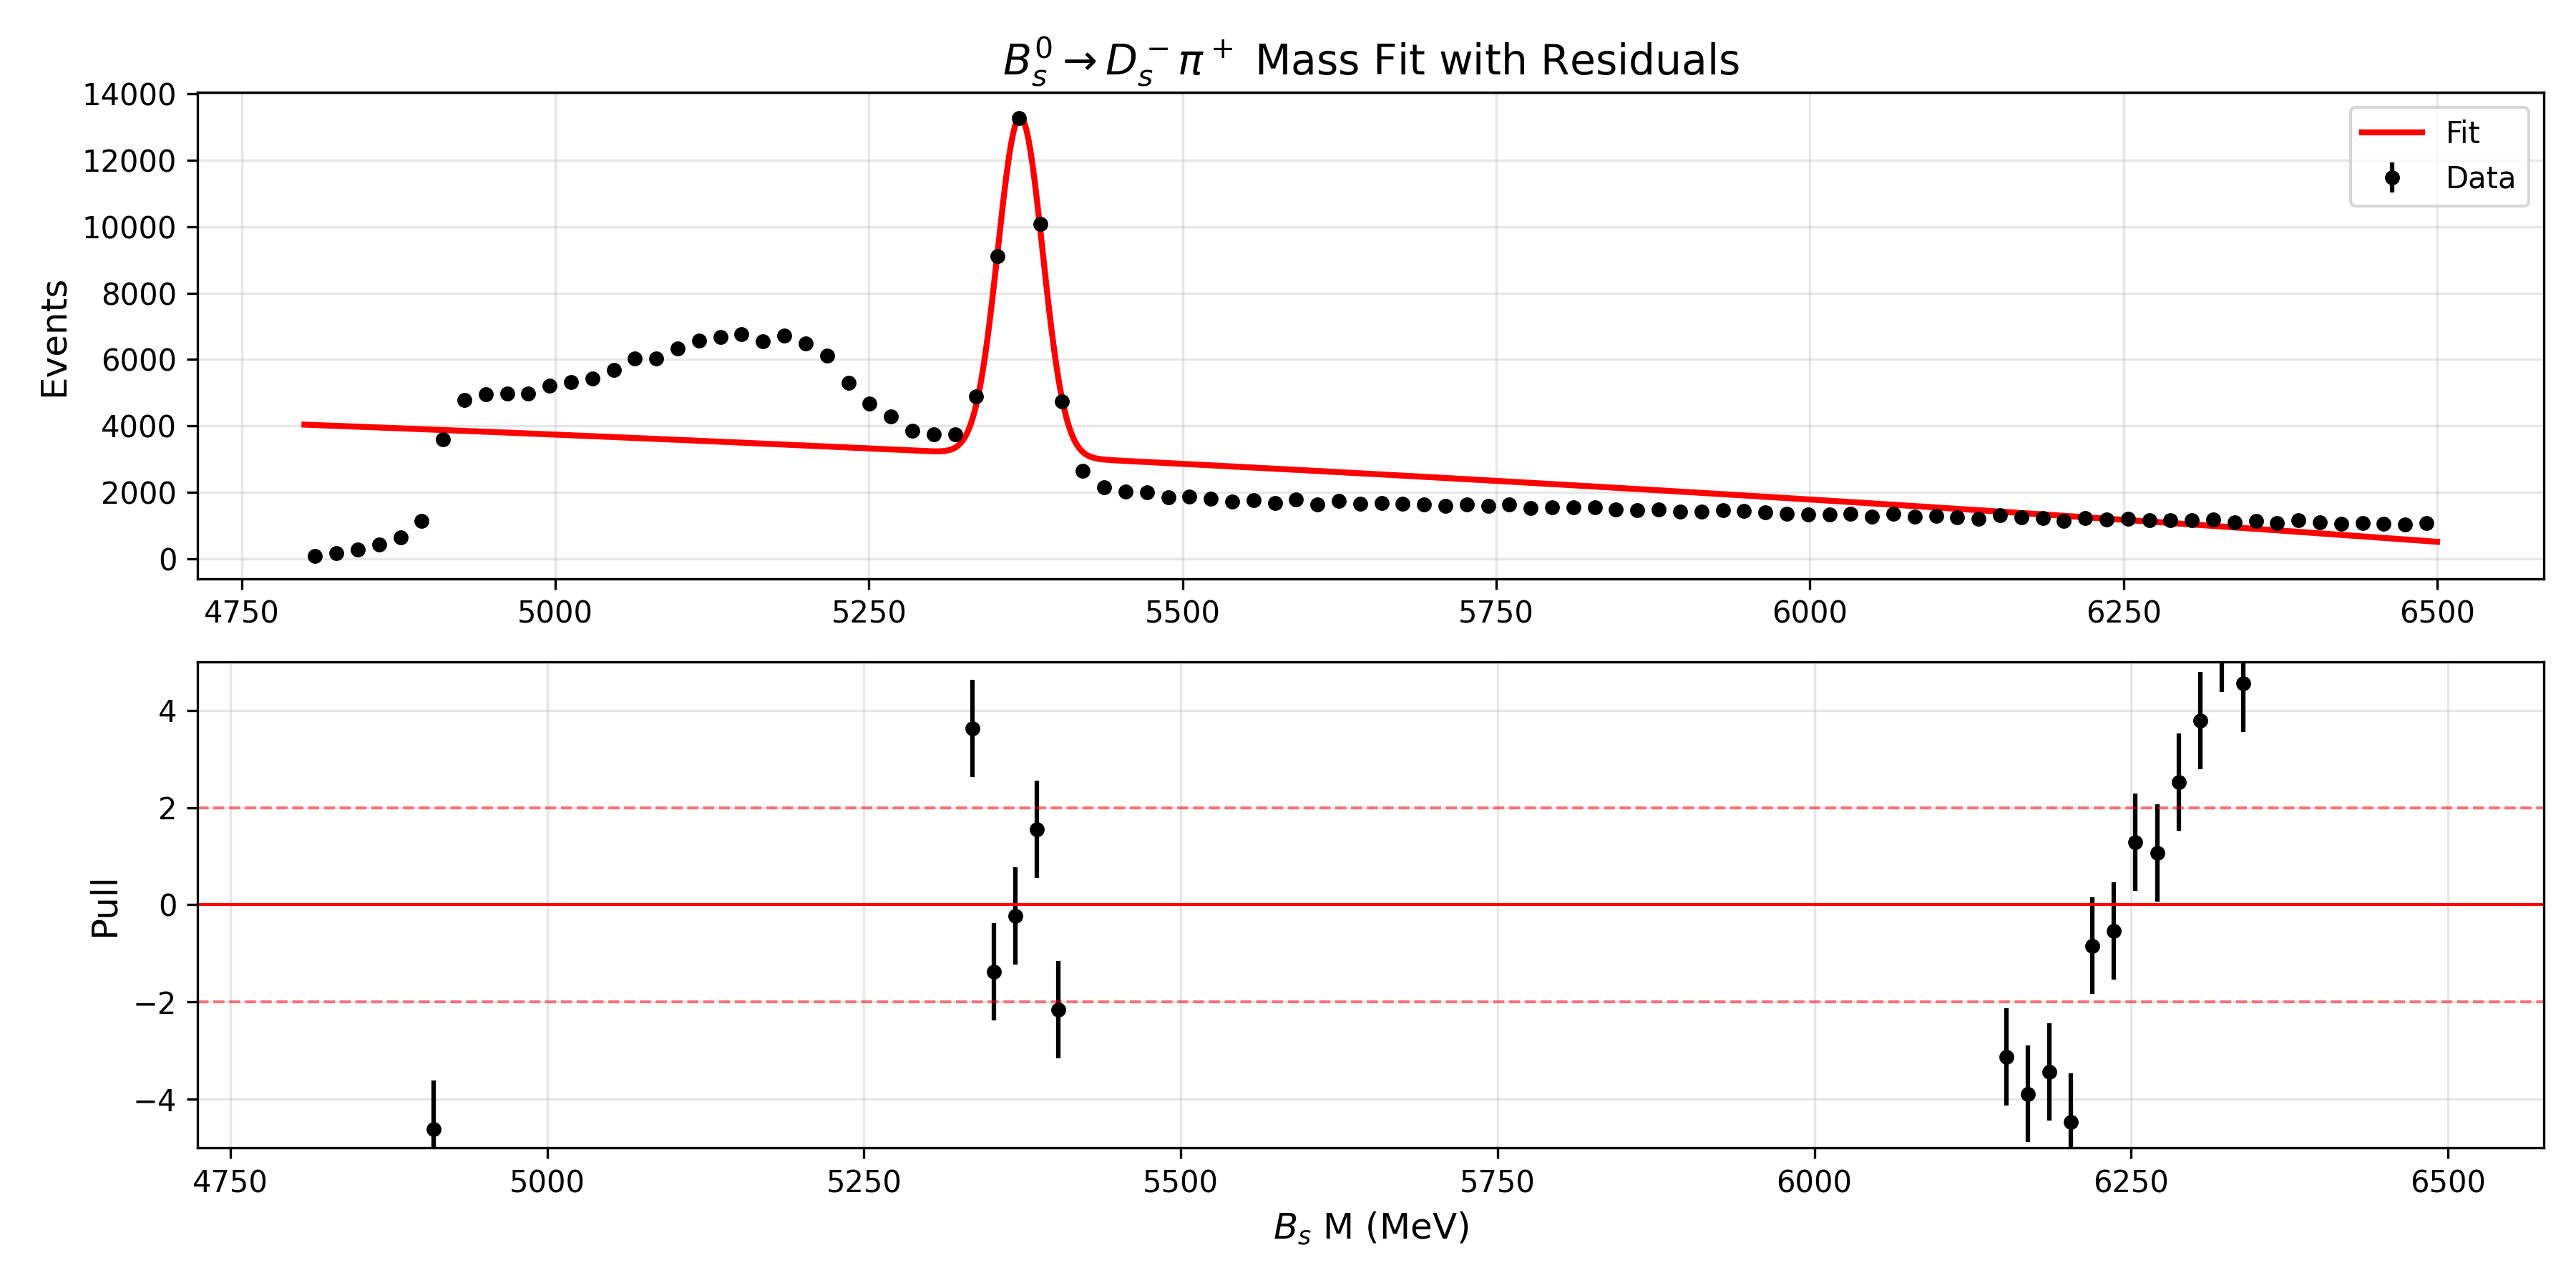 $B_s^0 \rightarrow D_s^- \pi^+$ Mass Fit with Residuals
14000
12000
10000
8000
6000
4000
2000
0
Events
Fit
Data
4750 5000 5250 5500 5750 6000 6250 6500
4
2
0
−2
−4
Pull
4750 5000 5250 5500 5750 6000 6250 6500
$B_s$ M (MeV)